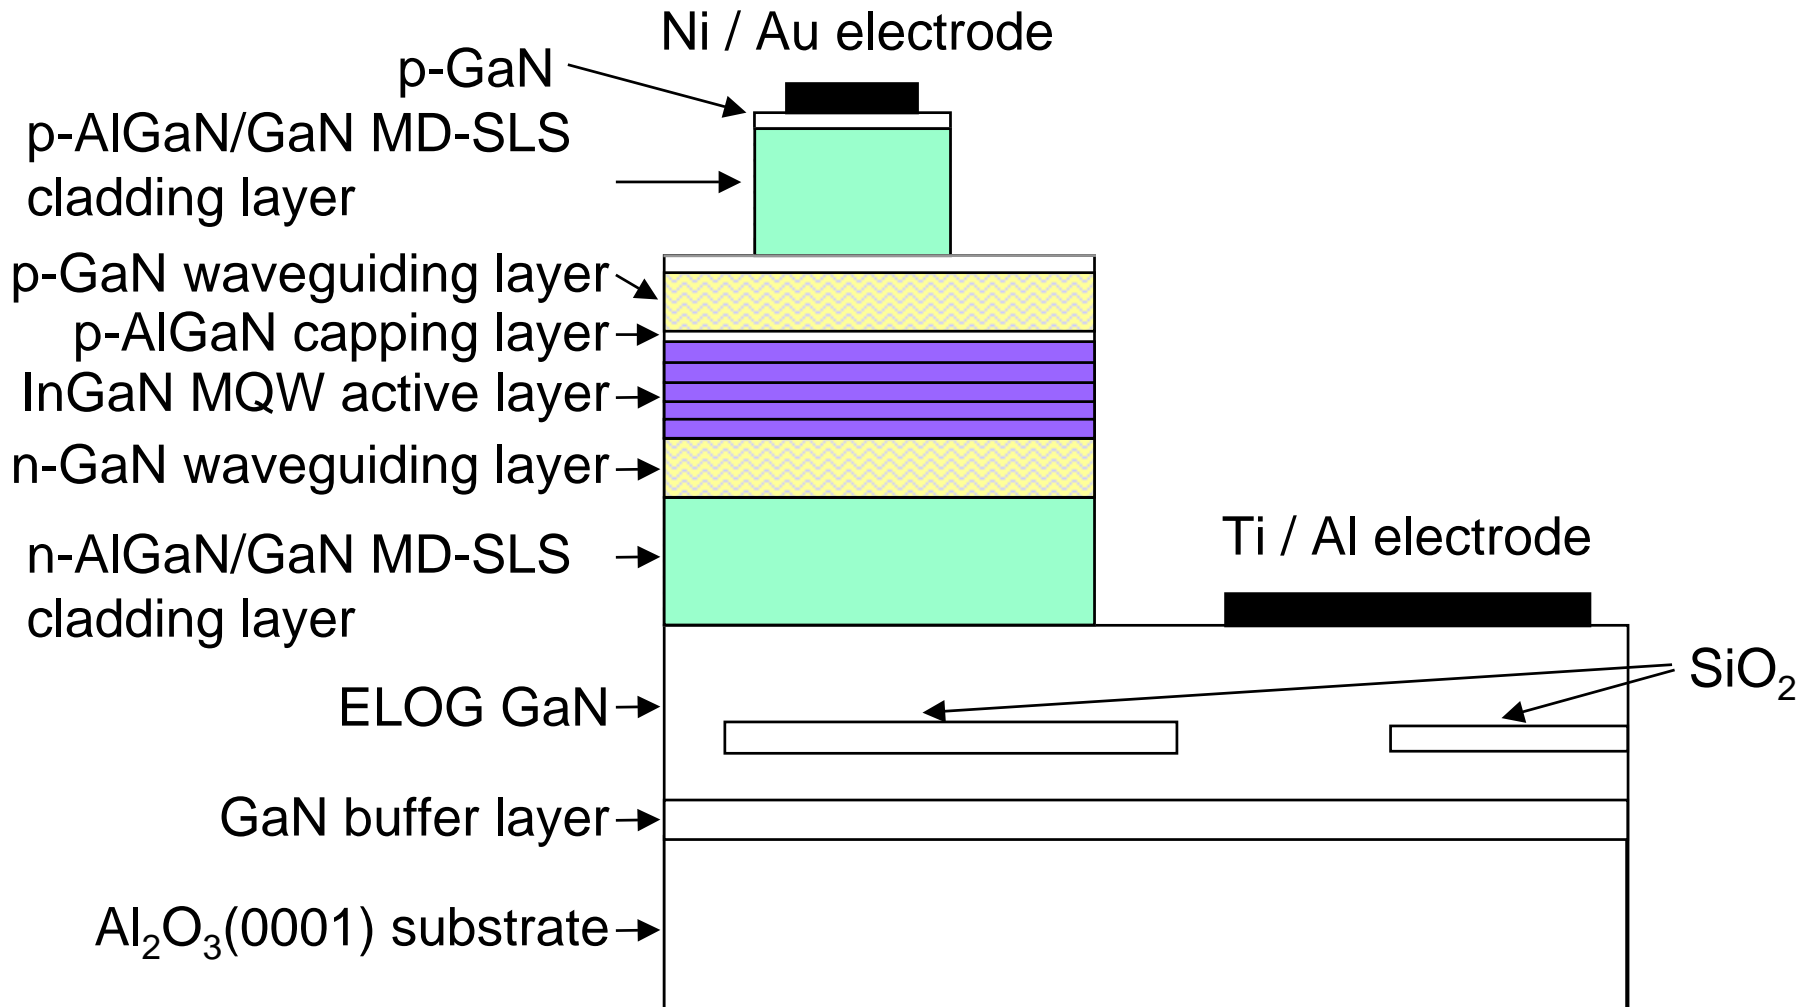 Ni / Au electrode
p-GaN
p-AlGaN/GaN MD-SLS
cladding layer
p-GaN waveguiding layer
p-AlGaN capping layer
InGaN MQW active layer
n-GaN waveguiding layer
n-AlGaN/GaN MD-SLS
cladding layer
Ti / Al electrode
SiO₂
ELOG GaN
GaN buffer layer
Al₂O₃(0001) substrate